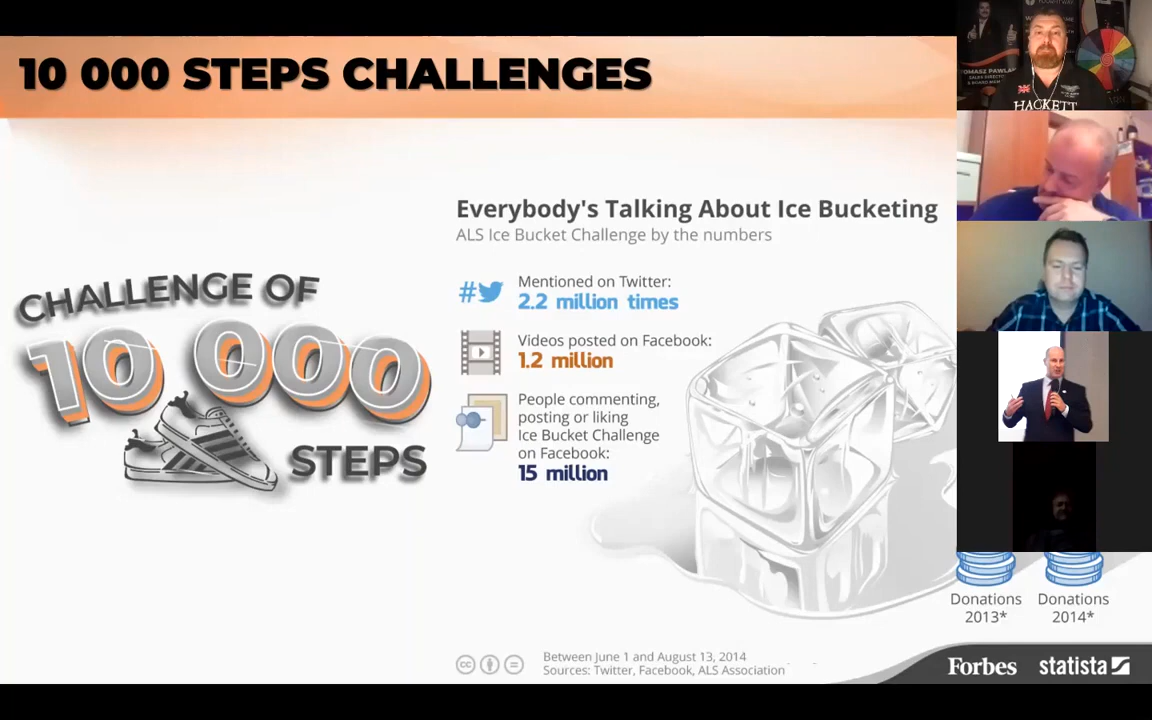 10 000 STEPS CHALLENGES
CHALLENGE OF
10 000
STEPS
Everybody's Talking About Ice Bucketing
ALS Ice Bucket Challenge by the numbers
#
Mentioned on Twitter:
2.2 million times
Videos posted on Facebook:
1.2 million
People commenting,
posting or liking
Ice Bucket Challenge
on Facebook:
15 million
Donations
2013*
Donations
2014*
Between June 1 and August 13, 2014
Sources: Twitter, Facebook, ALS Association
Forbes
statista
HACKETT